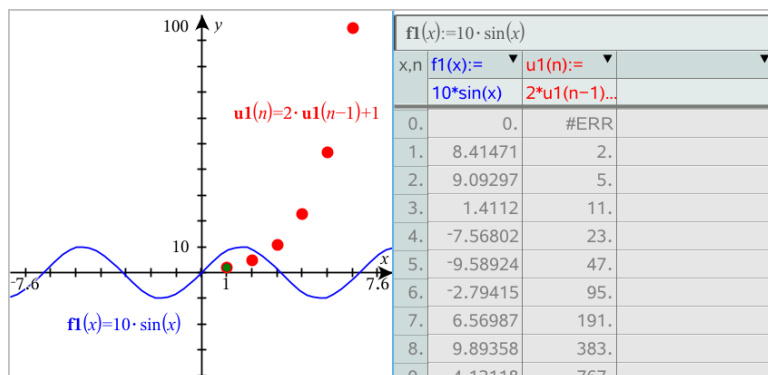 100 y
u1(n)=2·u1(n−1)+1
10
x
-7.6 1 7.6
f1(x)=10·sin(x)
f1(x):=10·sin(x)
x,n f1(x):= ▼ u1(n):= ▼ ▼
10*sin(x) 2*u1(n−1)...
0. 0. #ERR
1. 8.41471 2.
2. 9.09297 5.
3. 1.4112 11.
4. -7.56802 23.
5. -9.58924 47.
6. -2.79415 95.
7. 6.56987 191.
8. 9.89358 383.